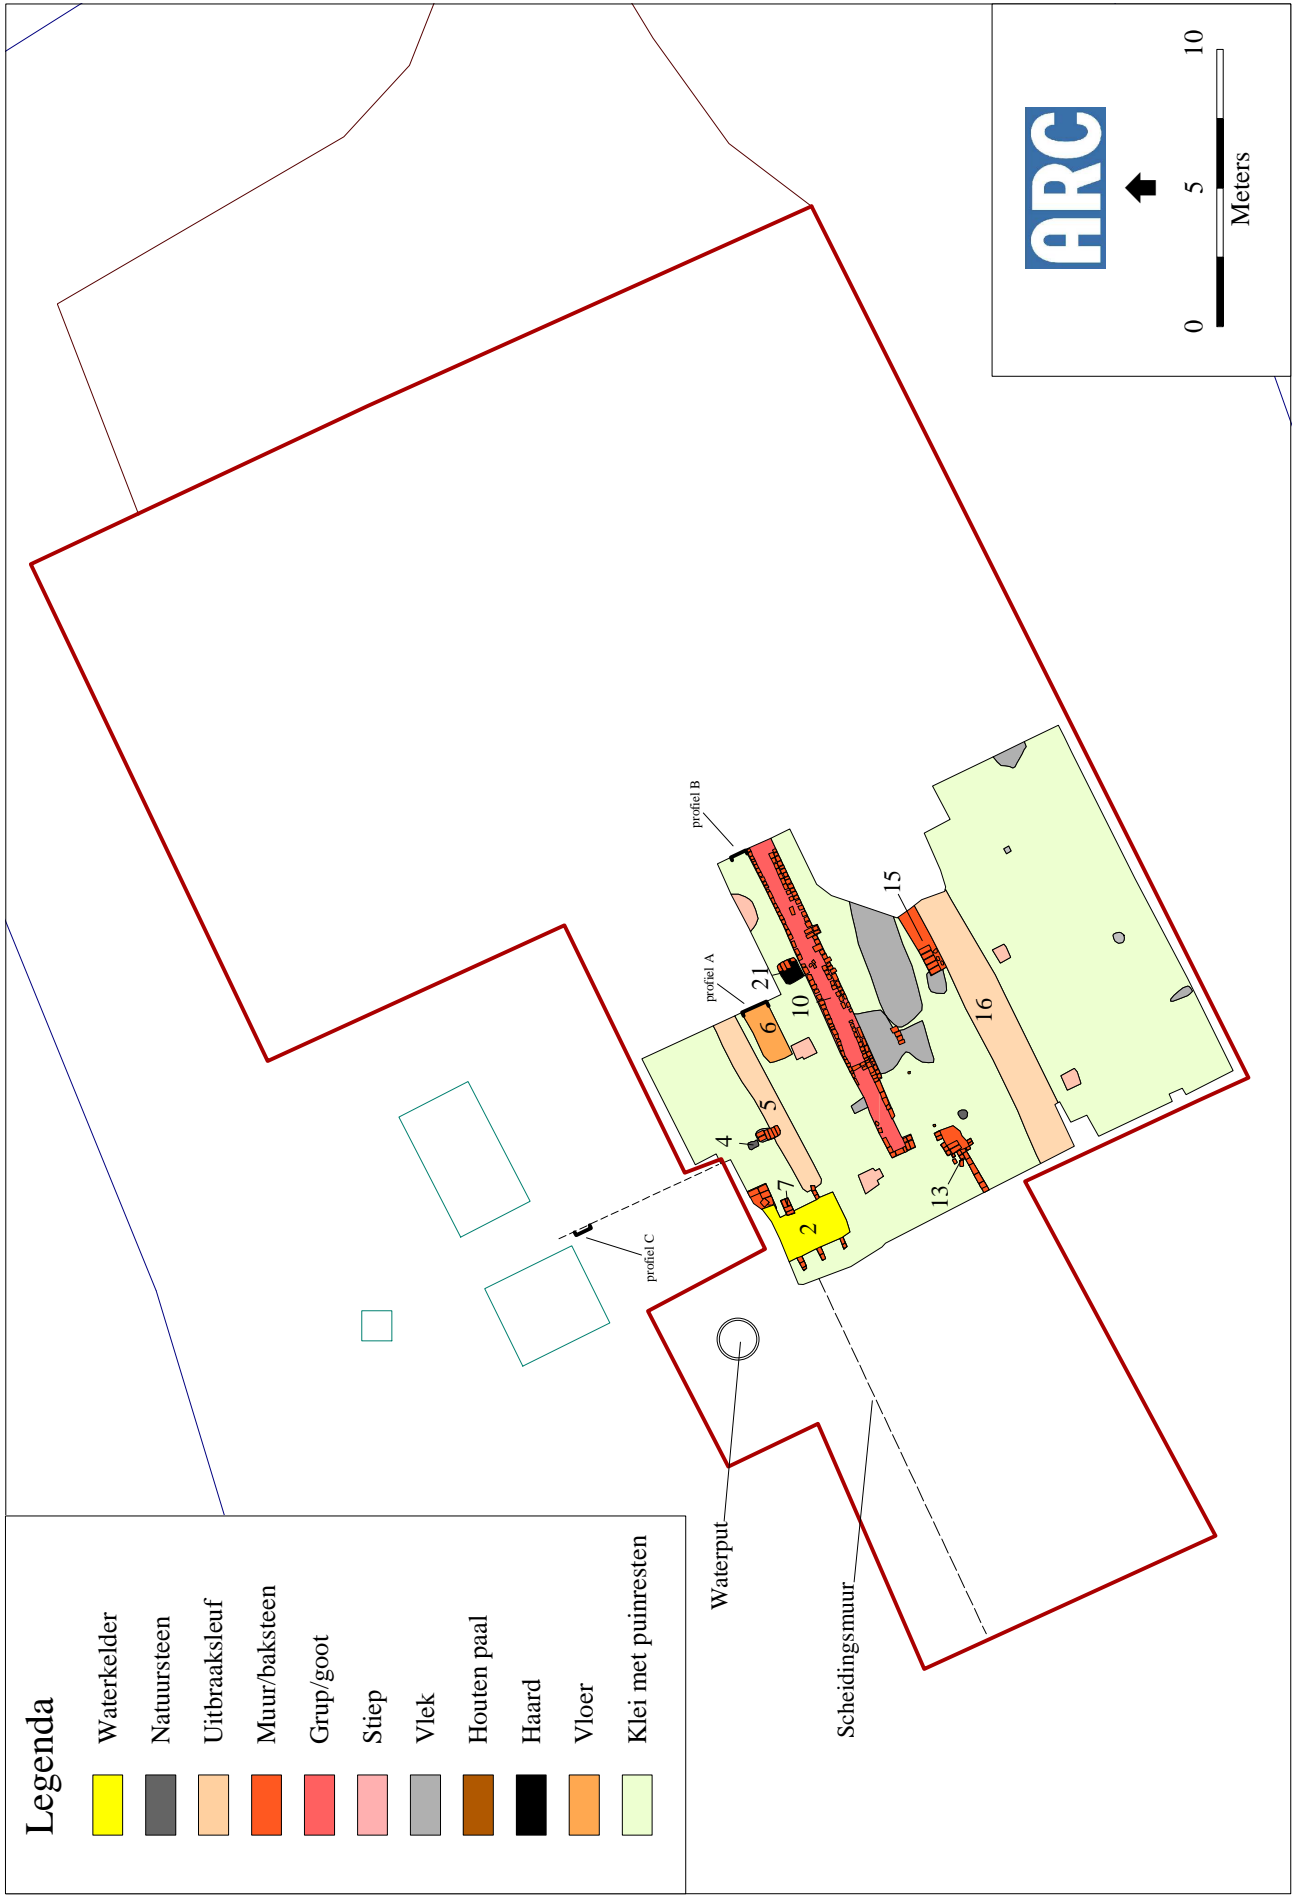 Legenda
Waterkelder
Natuursteen
Uitbraaksleuf
Muur/baksteen
Grup/goot
Stiep
Vlek
Houten paal
Haard
Vloer
Klei met puinresten
Waterput
Scheidingsmuur
profiel C
profiel A
profiel B
2
7
4
5
6
21
10
13
15
16
ARC
0 5 10
Meters